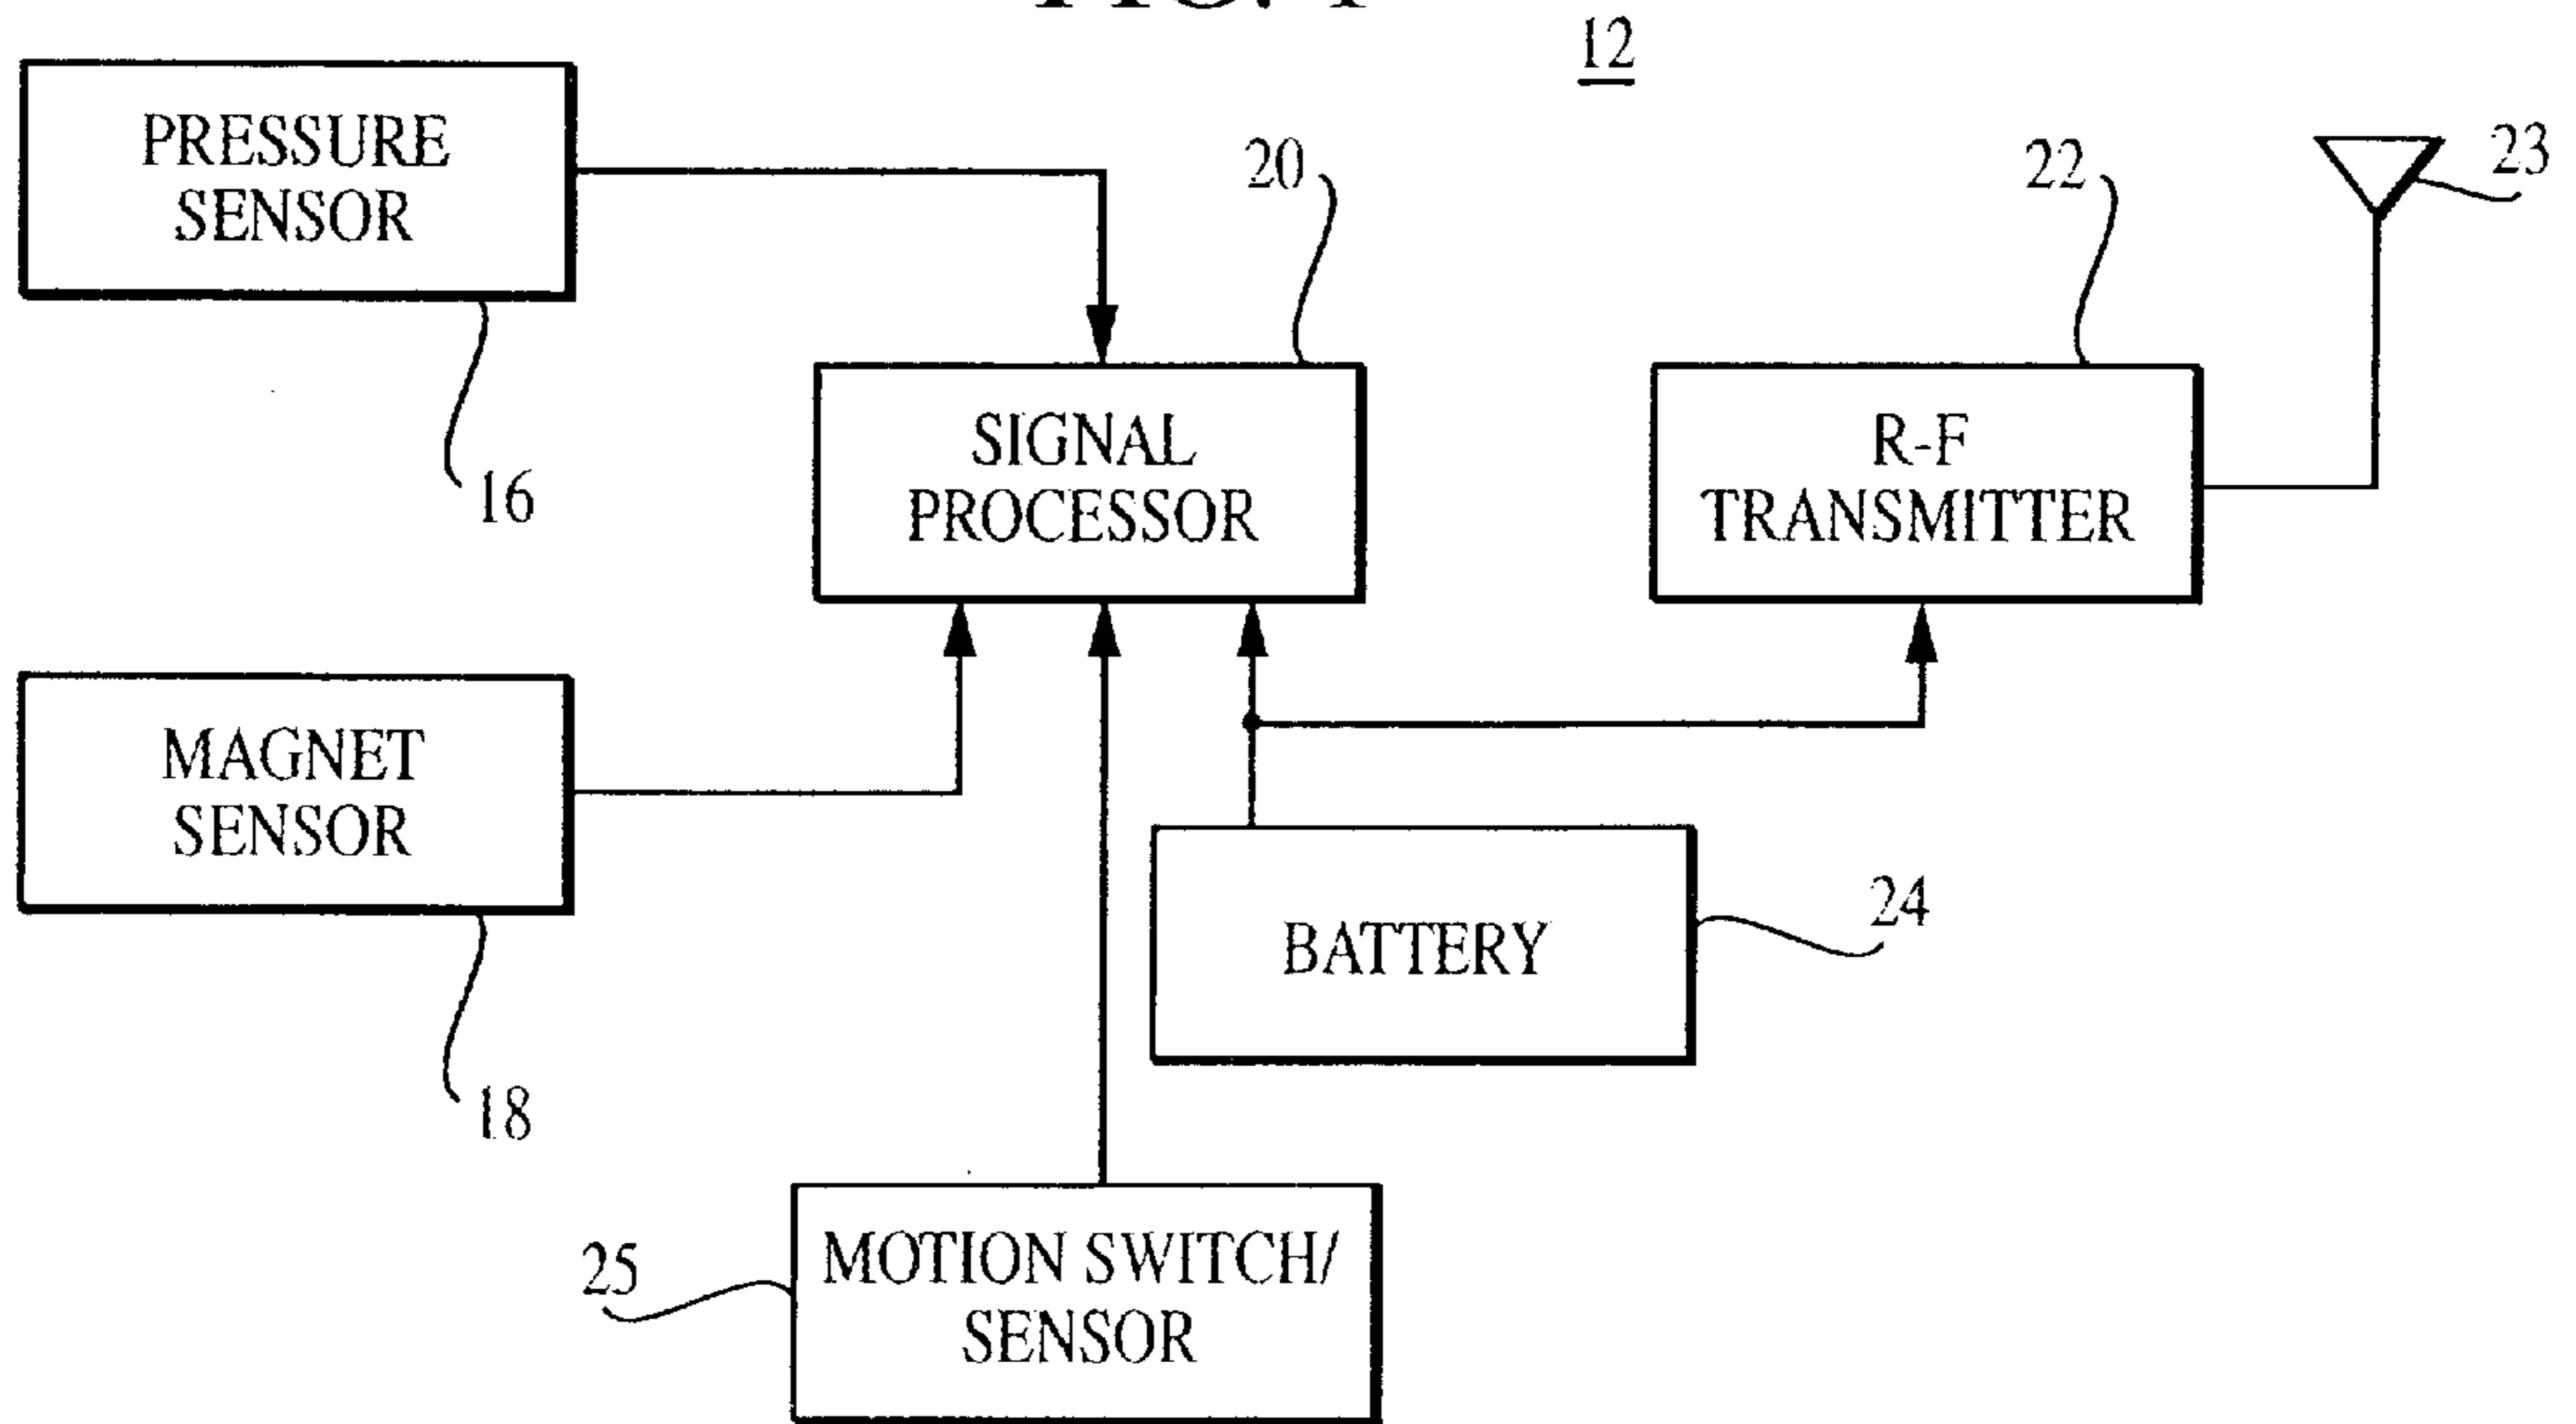 12
PRESSURE
SENSOR
20
22
23
16
SIGNAL
PROCESSOR
R-F
TRANSMITTER
MAGNET
SENSOR
18
BATTERY
24
25
MOTION SWITCH/
SENSOR